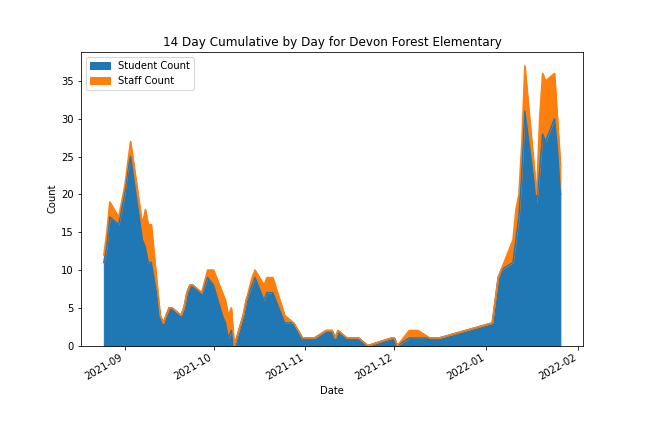 14 Day Cumulative by Day for Devon Forest Elementary
Student Count
Staff Count
35
30
25
20
15
10
5
0
Count
2021-09
2021-10
2021-11
2021-12
2022-01
2022-02
Date